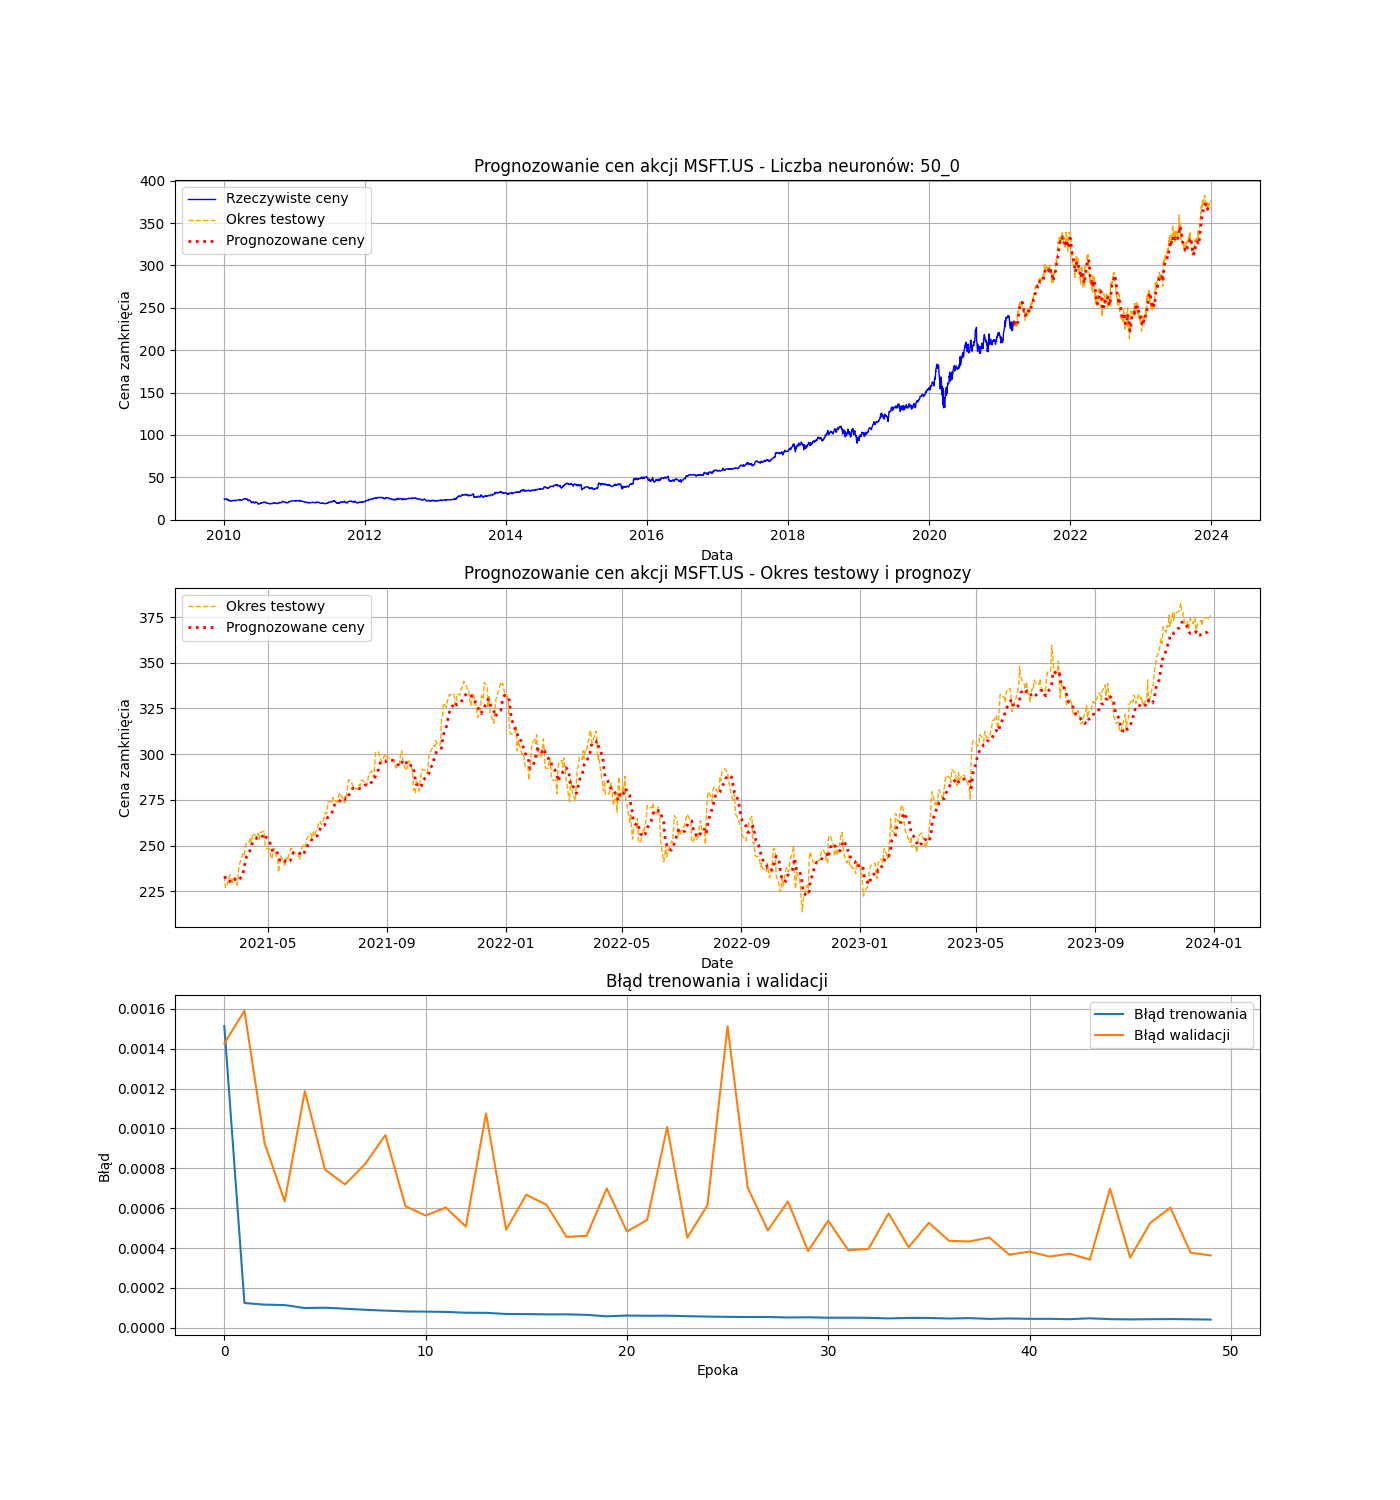 Prognozowanie cen akcji MSFT.US - Liczba neuronów: 50_0
400
350
300
250
200
150
100
50
0
Cena zamknięcia
Rzeczywiste ceny
Okres testowy
Prognozowane ceny
2010 2012 2014 2016 2018 2020 2022 2024
Data
Prognozowanie cen akcji MSFT.US - Okres testowy i prognozy
375
350
325
300
275
250
225
Cena zamknięcia
Okres testowy
Prognozowane ceny
2021-05 2021-09 2022-01 2022-05 2022-09 2023-01 2023-05 2023-09 2024-01
Date
Błąd trenowania i walidacji
0.0016
0.0014
0.0012
0.0010
0.0008
0.0006
0.0004
0.0002
0.0000
Błąd
Błąd trenowania
Błąd walidacji
0 10 20 30 40 50
Epoka